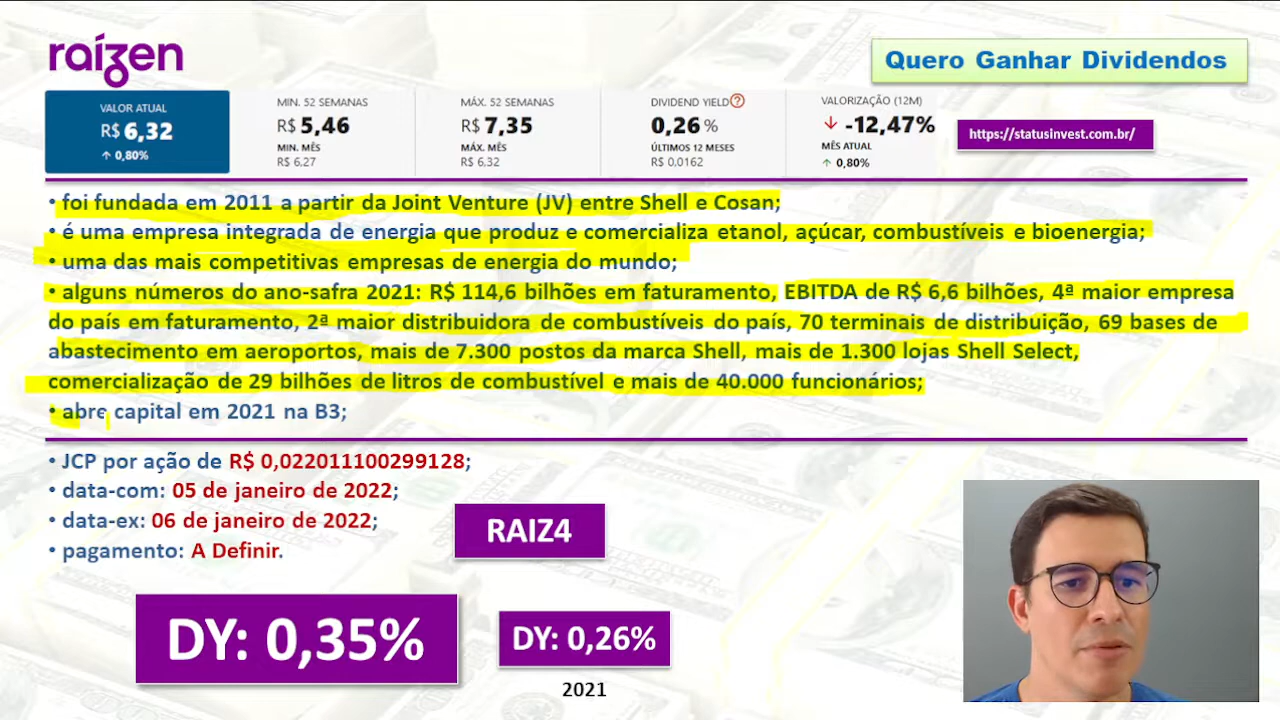 raízen
Quero Ganhar Dividendos
VALOR ATUAL
R$ 6,32
↑ 0,80%
MIN. 52 SEMANAS
R$ 5,46
MIN. MÊS
R$ 6,27
MÁX. 52 SEMANAS
R$ 7,35
MÁX. MÊS
R$ 6,32
DIVIDEND YIELD ?
0,26 %
ÚLTIMOS 12 MESES
R$ 0,0162
VALORIZAÇÃO (12M)
↓ -12,47%
MÊS ATUAL
↑ 0,80%
https://statusinvest.com.br/
• foi fundada em 2011 a partir da Joint Venture (JV) entre Shell e Cosan;
• é uma empresa integrada de energia que produz e comercializa etanol, açúcar, combustíveis e bioenergia;
• uma das mais competitivas empresas de energia do mundo;
• alguns números do ano-safra 2021: R$ 114,6 bilhões em faturamento, EBITDA de R$ 6,6 bilhões, 4ª maior empresa
do país em faturamento, 2ª maior distribuidora de combustíveis do país, 70 terminais de distribuição, 69 bases de
abastecimento em aeroportos, mais de 7.300 postos da marca Shell, mais de 1.300 lojas Shell Select,
comercialização de 29 bilhões de litros de combustível e mais de 40.000 funcionários;
• abre capital em 2021 na B3;
• JCP por ação de R$ 0,022011100299128;
• data-com: 05 de janeiro de 2022;
• data-ex: 06 de janeiro de 2022;
• pagamento: A Definir.
RAIZ4
DY: 0,35%
DY: 0,26%
2021